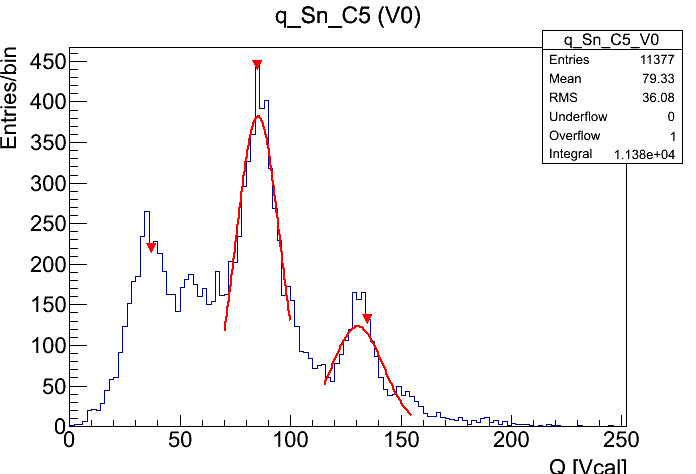 q_Sn_C5 (V0)
q_Sn_C5_V0
Entries 11377
Mean 79.33
RMS 36.08
Underflow 0
Overflow 1
Integral 1.138e+04
Entries/bin
450
400
350
300
250
200
150
100
50
0
0 50 100 150 200 250
Q [Vcal]